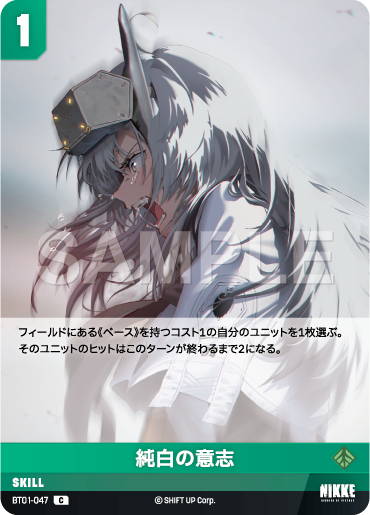 1
SAMPLE
フィールドにある《ベース》を持つコスト1の自分のユニットを1枚選ぶ。
そのユニットのヒットはこのターンが終わるまで2になる。
純白の意志
SKILL
BT01-047 C
© SHIFT UP Corp.
NIKKE
GODDESS OF VICTORY